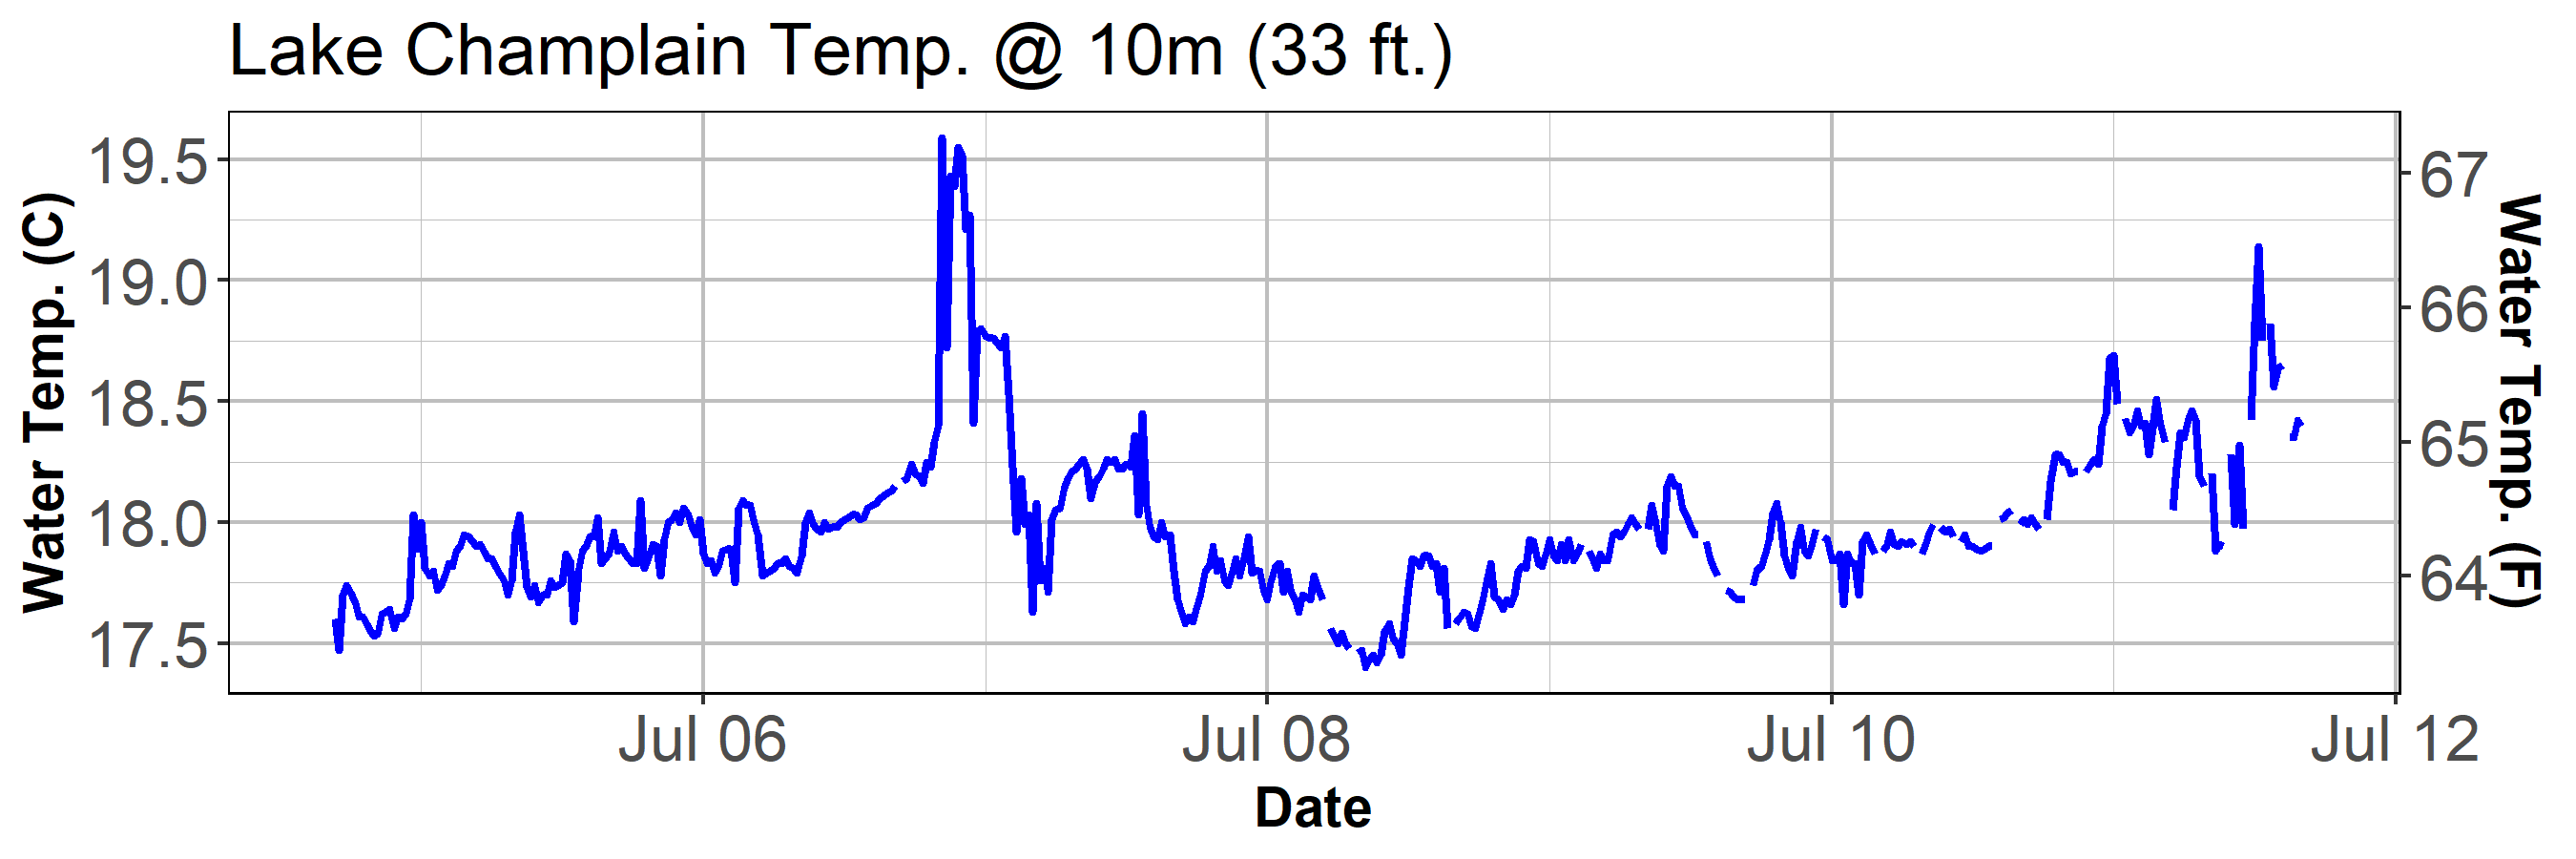 Lake Champlain Temp. @ 10m (33 ft.)
Water Temp. (C)
19.5
19.0
18.5
18.0
17.5
67
66
65
64
Water Temp. (F)
Jul 06 Jul 08 Jul 10 Jul 12
Date